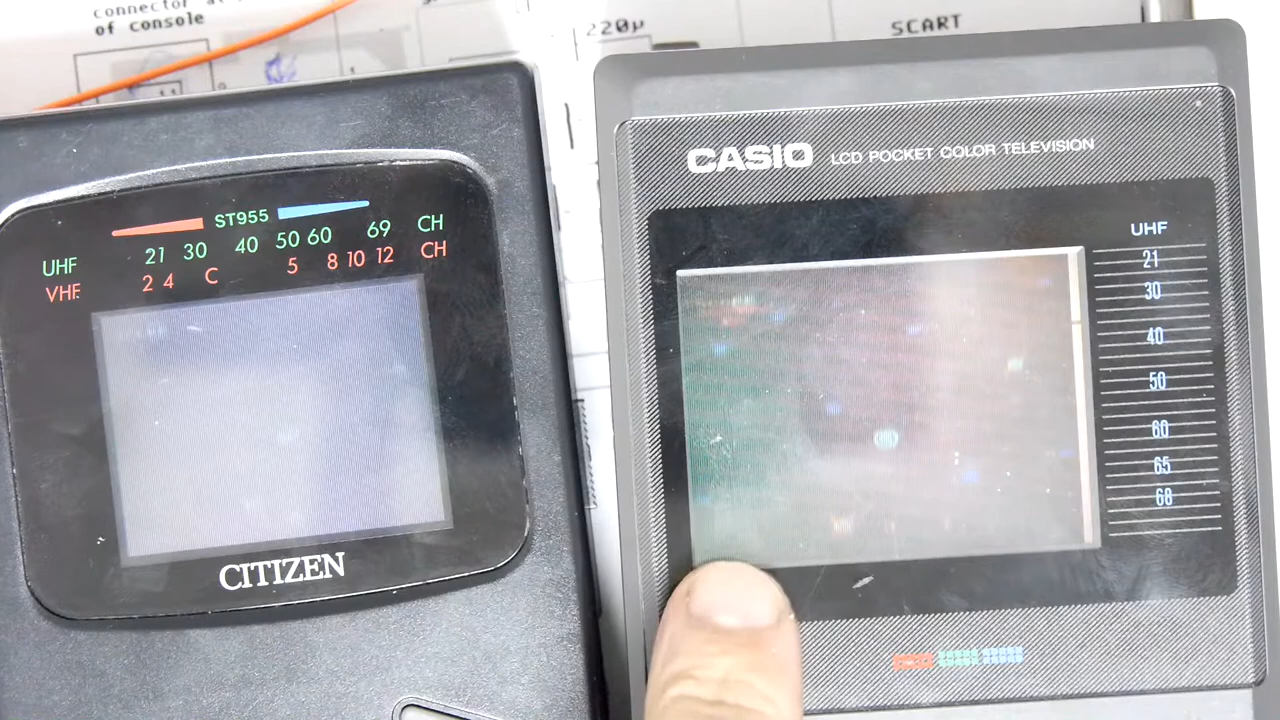 connector at
of console
220µ
SCART
ST955
UHF 21 30 40 50 60 69 CH
VHF 2 4 C 5 8 10 12 CH
CITIZEN
CASIO LCD POCKET COLOR TELEVISION
UHF
21
30
40
50
60
65
68